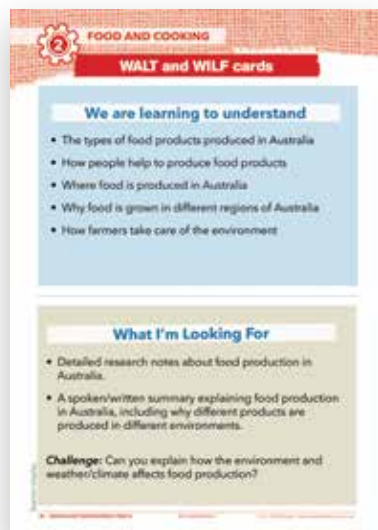 2
FOOD AND COOKING
WALT and WILF cards
We are learning to understand
• The types of food products produced in Australia
• How people help to produce food products
• Where food is produced in Australia
• Why food is grown in different regions of Australia
• How farmers take care of the environment
What I'm Looking For
• Detailed research notes about food production in
Australia.
• A spoken/written summary explaining food production
in Australia, including why different products are
produced in different environments.
Challenge: Can you explain how the environment and
weather/climate affects food production?